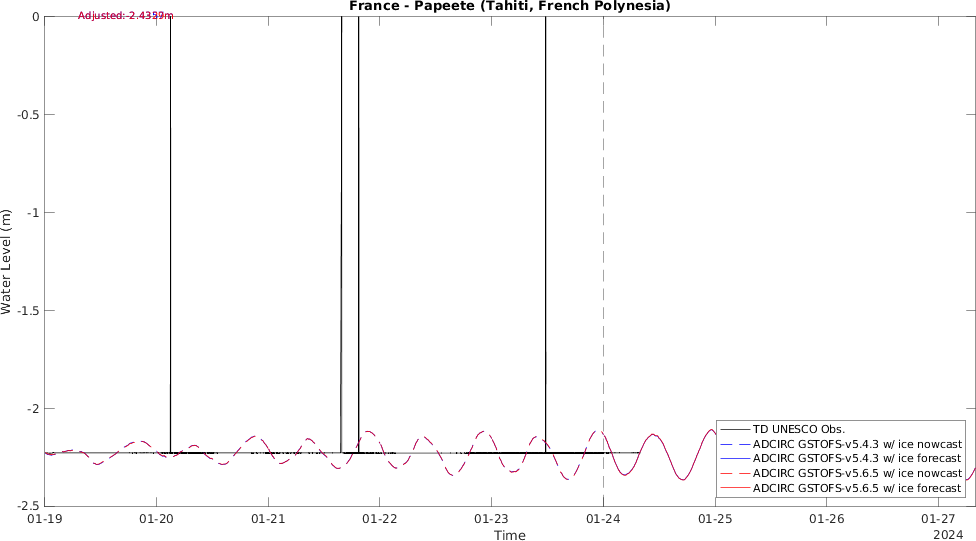 France - Papeete (Tahiti, French Polynesia)
0
-0.5
-1
-1.5
-2
-2.5
Water Level (m)
TD UNESCO Obs.
ADCIRC GSTOFS-v5.4.3 w/ ice nowcast
ADCIRC GSTOFS-v5.4.3 w/ ice forecast
ADCIRC GSTOFS-v5.6.5 w/ ice nowcast
ADCIRC GSTOFS-v5.6.5 w/ ice forecast
01-19 01-20 01-21 01-22 01-23 01-24 01-25 01-26 01-27
Time
2024